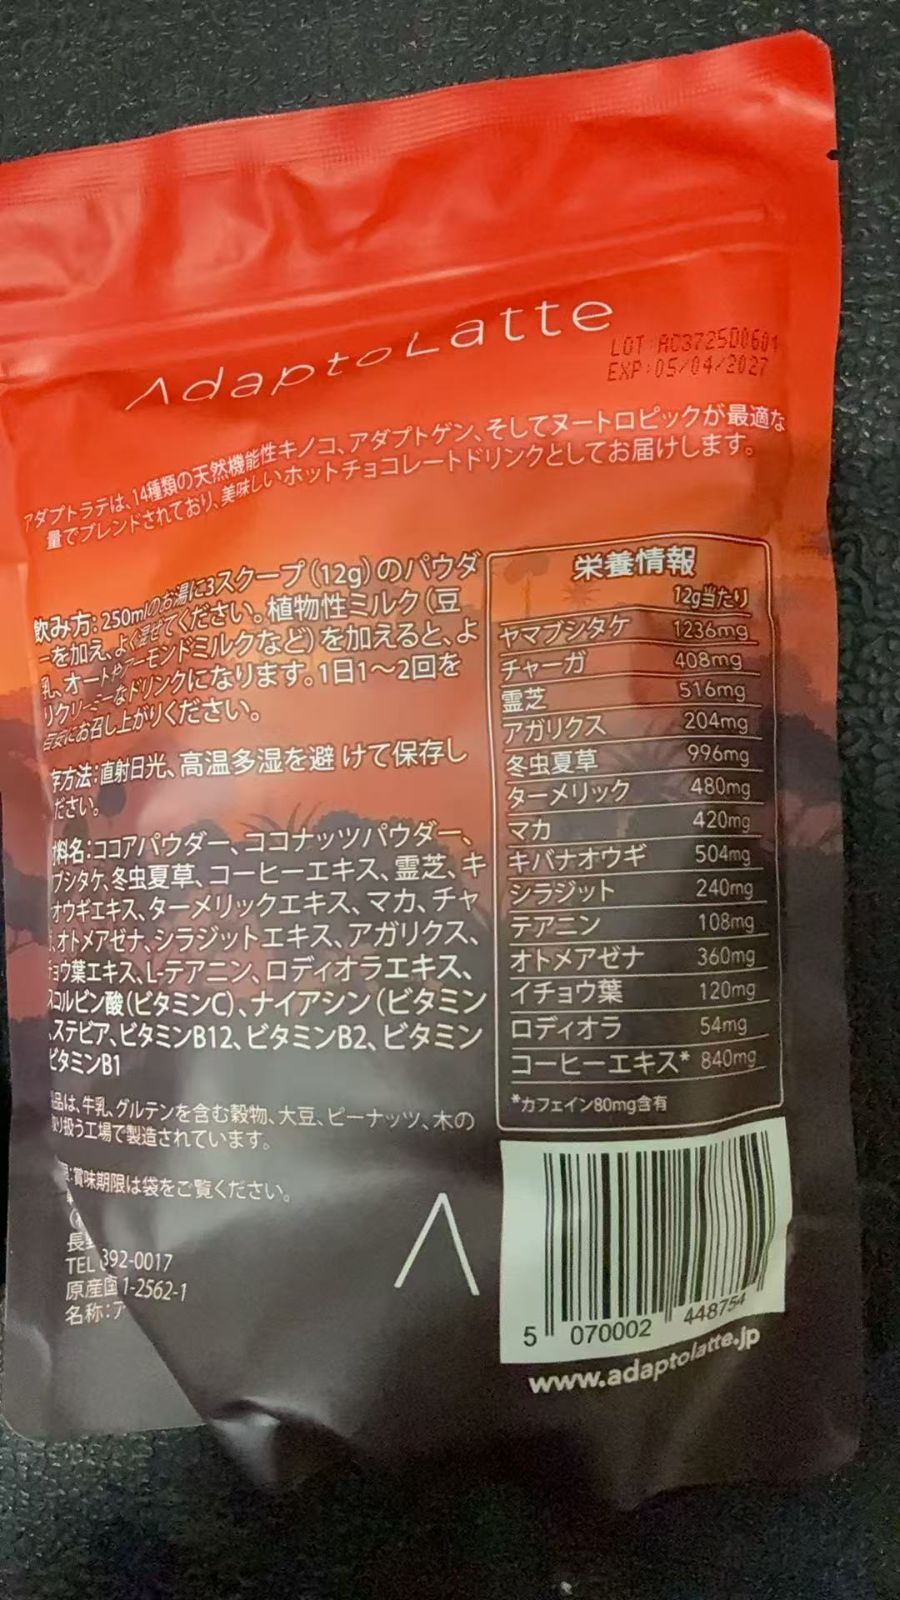 AdaptoLatte
LOT AC3725D0601
EXP:05/04/2027
アダプトラテは、14種類の天然機能性キノコ、アダプトゲン、そしてヌートロピックが最適な
量でブレンドされており、美味しいホットチョコレートドリンクとしてお届けします。
飲み方:250mlのお湯に3スクープ(12g)のパウダ
ーを加え、よく混ぜてください。植物性ミルク(豆
乳、オートやアーモンドミルクなど)を加えると、よ
りクリーミーなドリンクになります。1日1~2回を
目安にお召し上がりください。
存方法:直射日光、高温多湿を避 けて保存し
ださい。
料名:ココアパウダー、ココナッツパウダー、
ブシタケ、冬虫夏草、コーヒーエキス、霊芝、キ
オウギエキス、ターメリックエキス、マカ、チャ
、オトメアゼナ、シラジットエキス、アガリクス、
ョウ葉エキス、L-テアニン、ロディオラエキス、
コルビン酸(ビタミンC)、ナイアシン(ビタミン
、ステビア、ビタミンB12、ビタミンB2、ビタミン
ビタミンB1
品は、牛乳、グルテンを含む穀物、大豆、ピーナッツ、木の
取り扱う工場で製造されています。
:賞味期限は袋をご覧ください。
長野
TEL 392-0017
原産国 1-2562-1
名称:ア
栄養情報
12g当たり
ヤマブシタケ 1236mg
チャーガ 408mg
霊芝 516mg
アガリクス 204mg
冬虫夏草 996mg
ターメリック 480mg
マカ 420mg
キバナオウギ 504mg
シラジット 240mg
テアニン 108mg
オトメアゼナ 360mg
イチョウ葉 120mg
ロディオラ 54mg
コーヒーエキス* 840mg
*カフェイン80mg含有
5 070002 448754
www.adaptolatte.jp